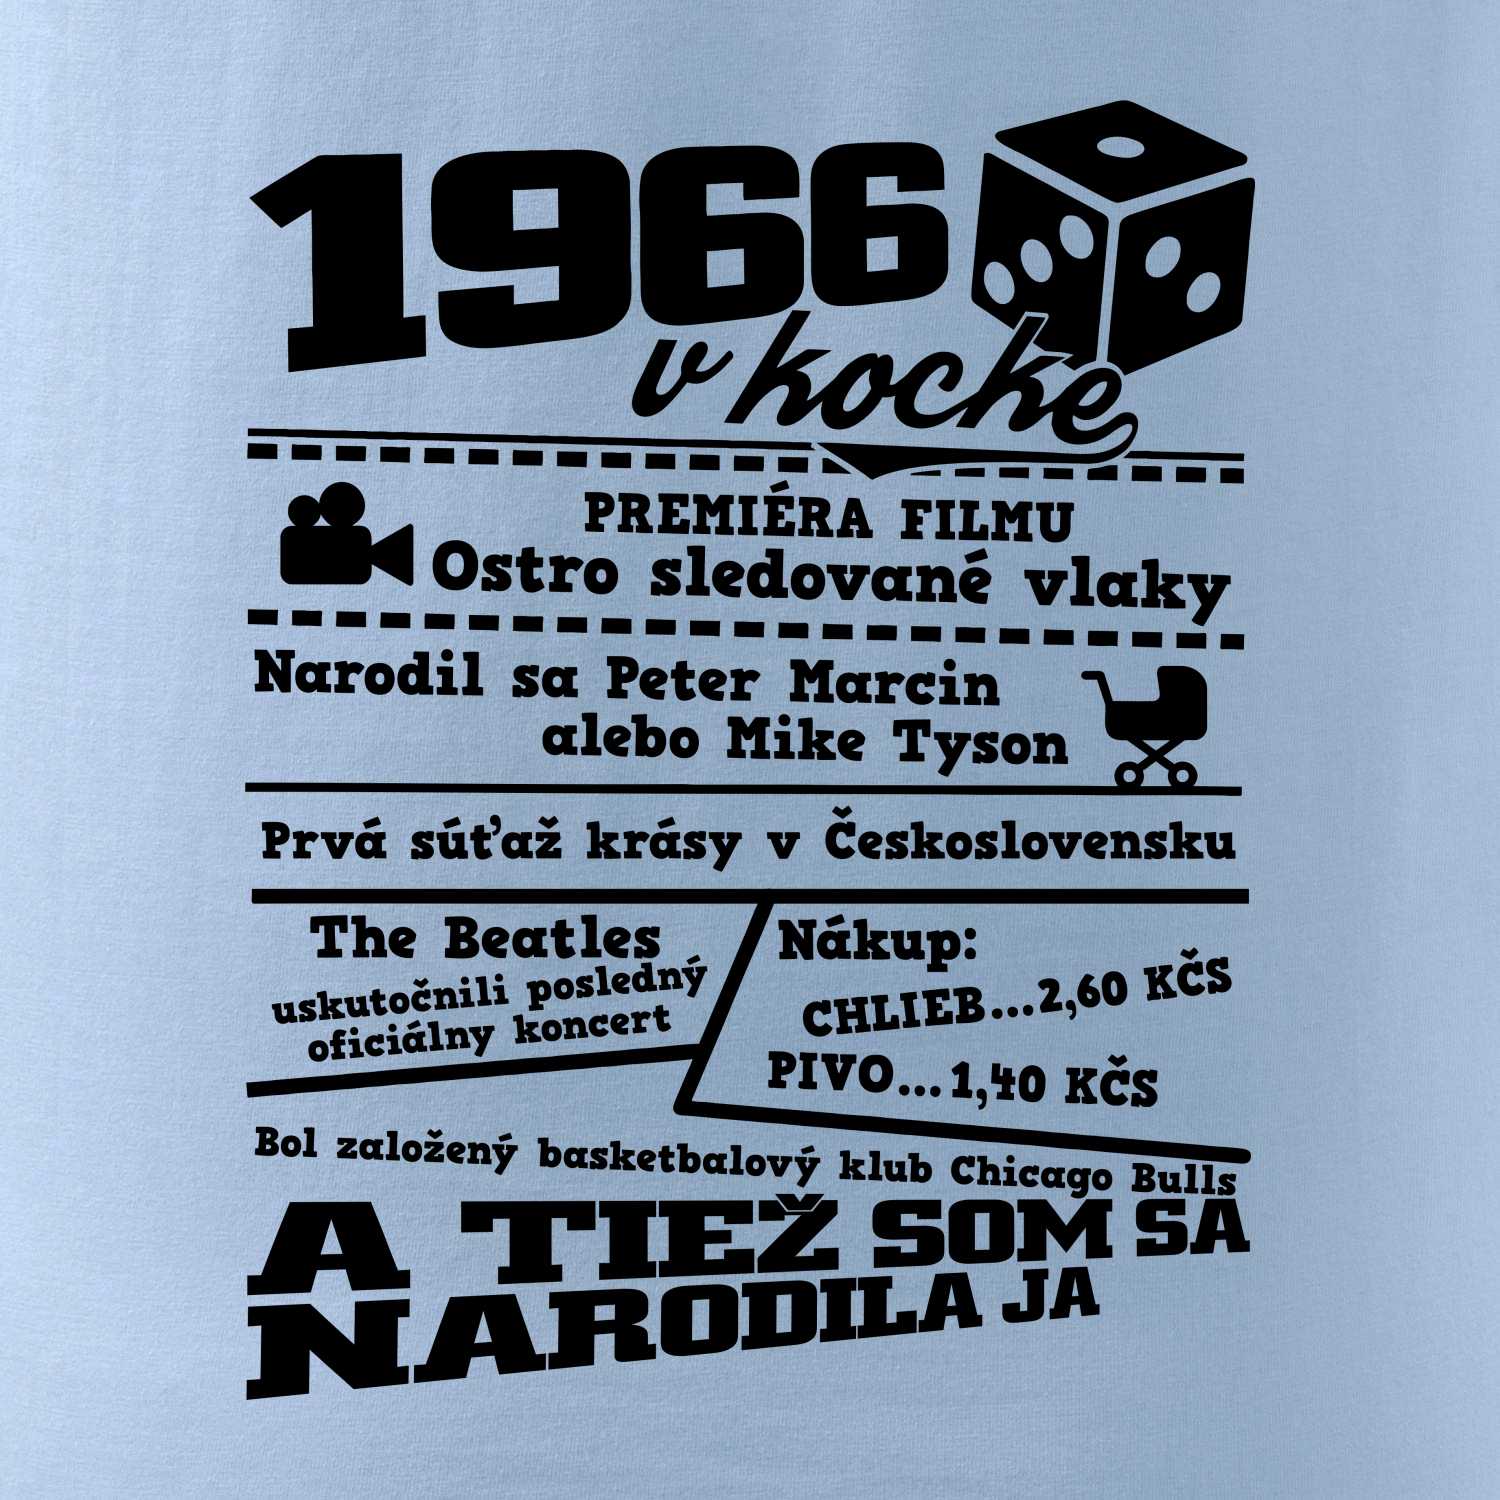 1966
v kocke
PREMIÉRA FILMU
Ostro sledované vlaky
Narodil sa Peter Marcin
alebo Mike Tyson
Prvá súťaž krásy v Československu
The Beatles
uskutočnili posledný
oficiálny koncert
Nákup:
CHLIEB...2,60 KČS
PIVO...1,40 KČS
Bol založený basketbalový klub Chicago Bulls
A TIEŽ SOM SA
NARODILA JA